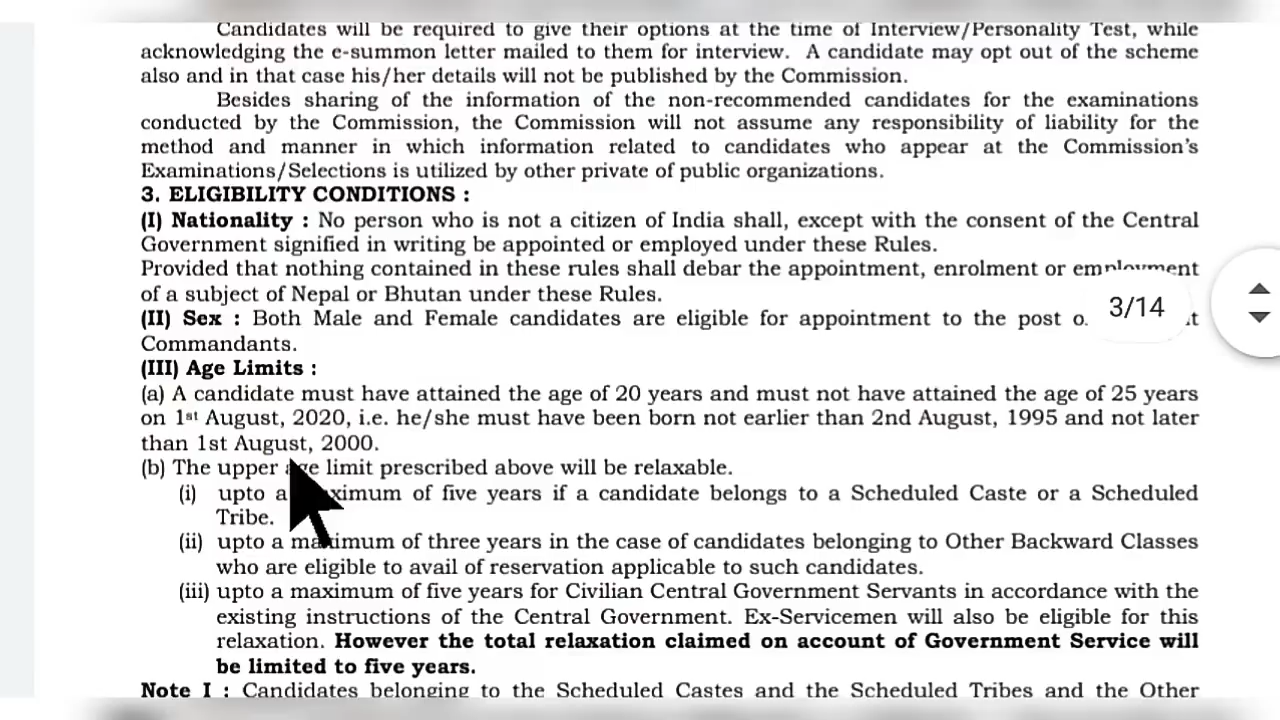 Candidates will be required to give their options at the time of Interview/Personality Test, while
acknowledging the e-summon letter mailed to them for interview. A candidate may opt out of the scheme
also and in that case his/her details will not be published by the Commission.
Besides sharing of the information of the non-recommended candidates for the examinations
conducted by the Commission, the Commission will not assume any responsibility of liability for the
method and manner in which information related to candidates who appear at the Commission's
Examinations/Selections is utilized by other private of public organizations.
3. ELIGIBILITY CONDITIONS :
(I) Nationality : No person who is not a citizen of India shall, except with the consent of the Central
Government signified in writing be appointed or employed under these Rules.
Provided that nothing contained in these rules shall debar the appointment, enrolment or employment
of a subject of Nepal or Bhutan under these Rules.
3/14
(II) Sex : Both Male and Female candidates are eligible for appointment to the post
Commandants.
(III) Age Limits :
(a) A candidate must have attained the age of 20 years and must not have attained the age of 25 years
on 1st August, 2020, i.e. he/she must have been born not earlier than 2nd August, 1995 and not later
than 1st August, 2000.
(b) The upper age limit prescribed above will be relaxable.
(i) upto a maximum of five years if a candidate belongs to a Scheduled Caste or a Scheduled
Tribe.
(ii) upto a maximum of three years in the case of candidates belonging to Other Backward Classes
who are eligible to avail of reservation applicable to such candidates.
(iii) upto a maximum of five years for Civilian Central Government Servants in accordance with the
existing instructions of the Central Government. Ex-Servicemen will also be eligible for this
relaxation. However the total relaxation claimed on account of Government Service will
be limited to five years.
Note I : Candidates belonging to the Scheduled Castes and the Scheduled Tribes and the Other